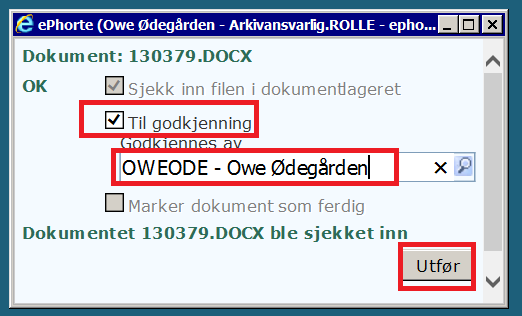 ePhorte (Owe Ødegården - Arkivansvarlig.ROLLE - epho...
Dokument: 130379.DOCX
OK
Sjekk inn filen i dokumentlageret
Til godkjenning
Godkjennes av
OWEODE - Owe Ødegården
Marker dokument som ferdig
Dokumentet 130379.DOCX ble sjekket inn
Utfør